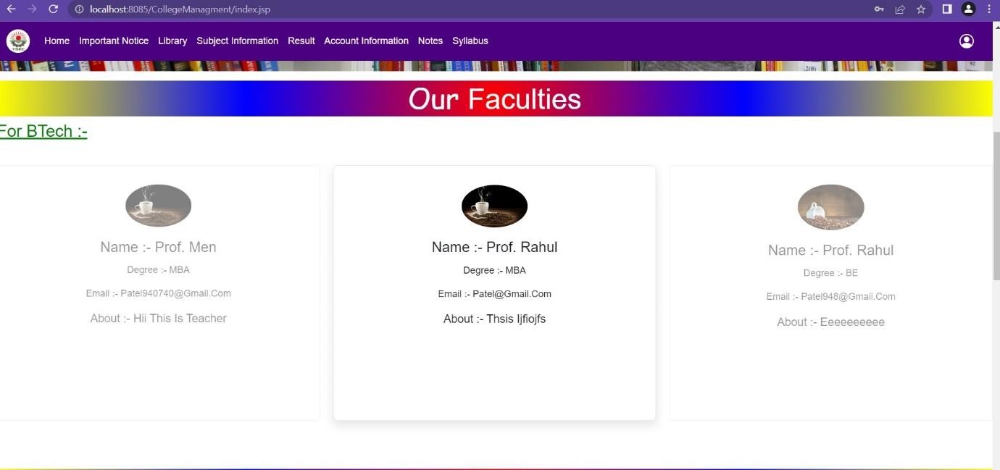 localhost:8085/CollegeManagment/index.jsp
TSEC
Home Important Notice Library Subject Information Result Account Information Notes Syllabus
Our Faculties
For BTech :-
Name :- Prof. Men
Degree :- MBA
Email :- Patel940740@Gmail.Com
About :- Hii This Is Teacher
Name :- Prof. Rahul
Degree :- MBA
Email :- Patel@Gmail.Com
About :- Thsis Ijfiojfs
Name :- Prof. Rahul
Degree :- BE
Email :- Patel948@Gmail.Com
About :- Eeeeeeeeee